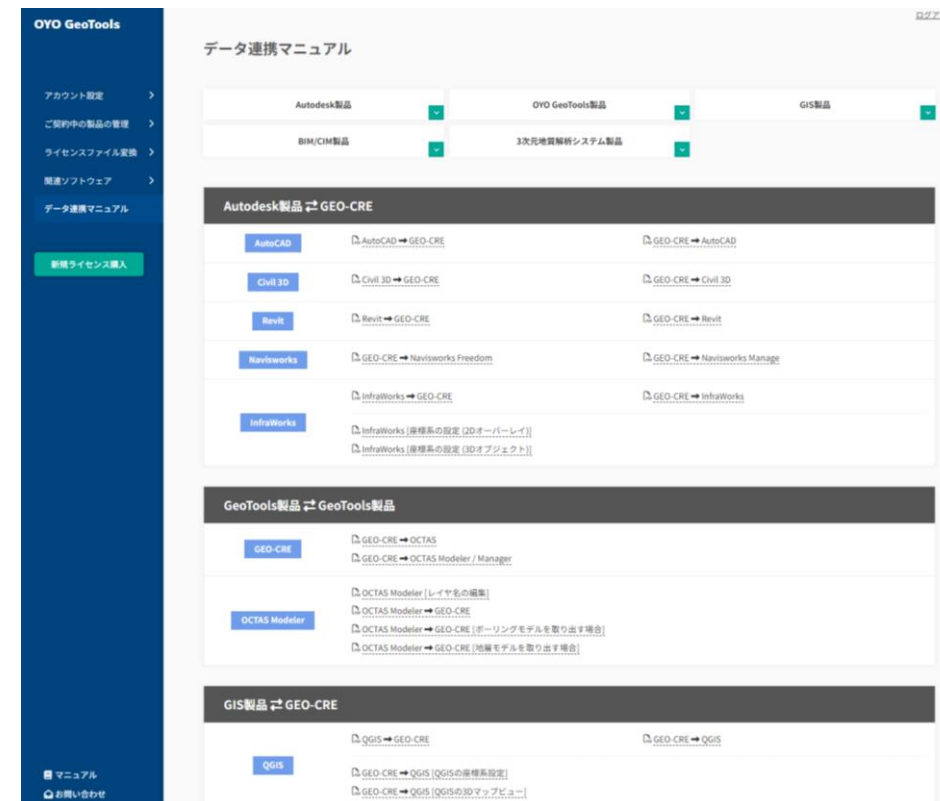 OYO GeoTools
アカウント設定
ご契約中の製品の管理
ライセンスファイル変換
関連ソフトウェア
データ連携マニュアル
新規ライセンス購入
マニュアル
お問い合わせ
ログア
データ連携マニュアル
Autodesk製品
OYO GeoTools製品
GIS製品
BIM/CIM製品
3次元地質解析システム製品
Autodesk製品 ⇄ GEO-CRE
AutoCAD
AutoCAD ➡ GEO-CRE
GEO-CRE ➡ AutoCAD
Civil 3D
Civil 3D ➡ GEO-CRE
GEO-CRE ➡ Civil 3D
Revit
Revit ➡ GEO-CRE
GEO-CRE ➡ Revit
Navisworks
GEO-CRE ➡ Navisworks Freedom
GEO-CRE ➡ Navisworks Manage
InfraWorks
InfraWorks ➡ GEO-CRE
GEO-CRE ➡ InfraWorks
InfraWorks [座標系の設定 (2Dオーバーレイ)]
InfraWorks [座標系の設定 (3Dオブジェクト)]
GeoTools製品 ⇄ GeoTools製品
GEO-CRE
GEO-CRE ➡ OCTAS
GEO-CRE ➡ OCTAS Modeler / Manager
OCTAS Modeler
OCTAS Modeler [レイヤ名の編集]
OCTAS Modeler ➡ GEO-CRE
OCTAS Modeler ➡ GEO-CRE [ボーリングモデルを取り出す場合]
OCTAS Modeler ➡ GEO-CRE [地層モデルを取り出す場合]
GIS製品 ⇄ GEO-CRE
QGIS
QGIS ➡ GEO-CRE
GEO-CRE ➡ QGIS
GEO-CRE ➡ QGIS [QGISの座標系設定]
GEO-CRE ➡ QGIS [QGISの3Dマップビュー]